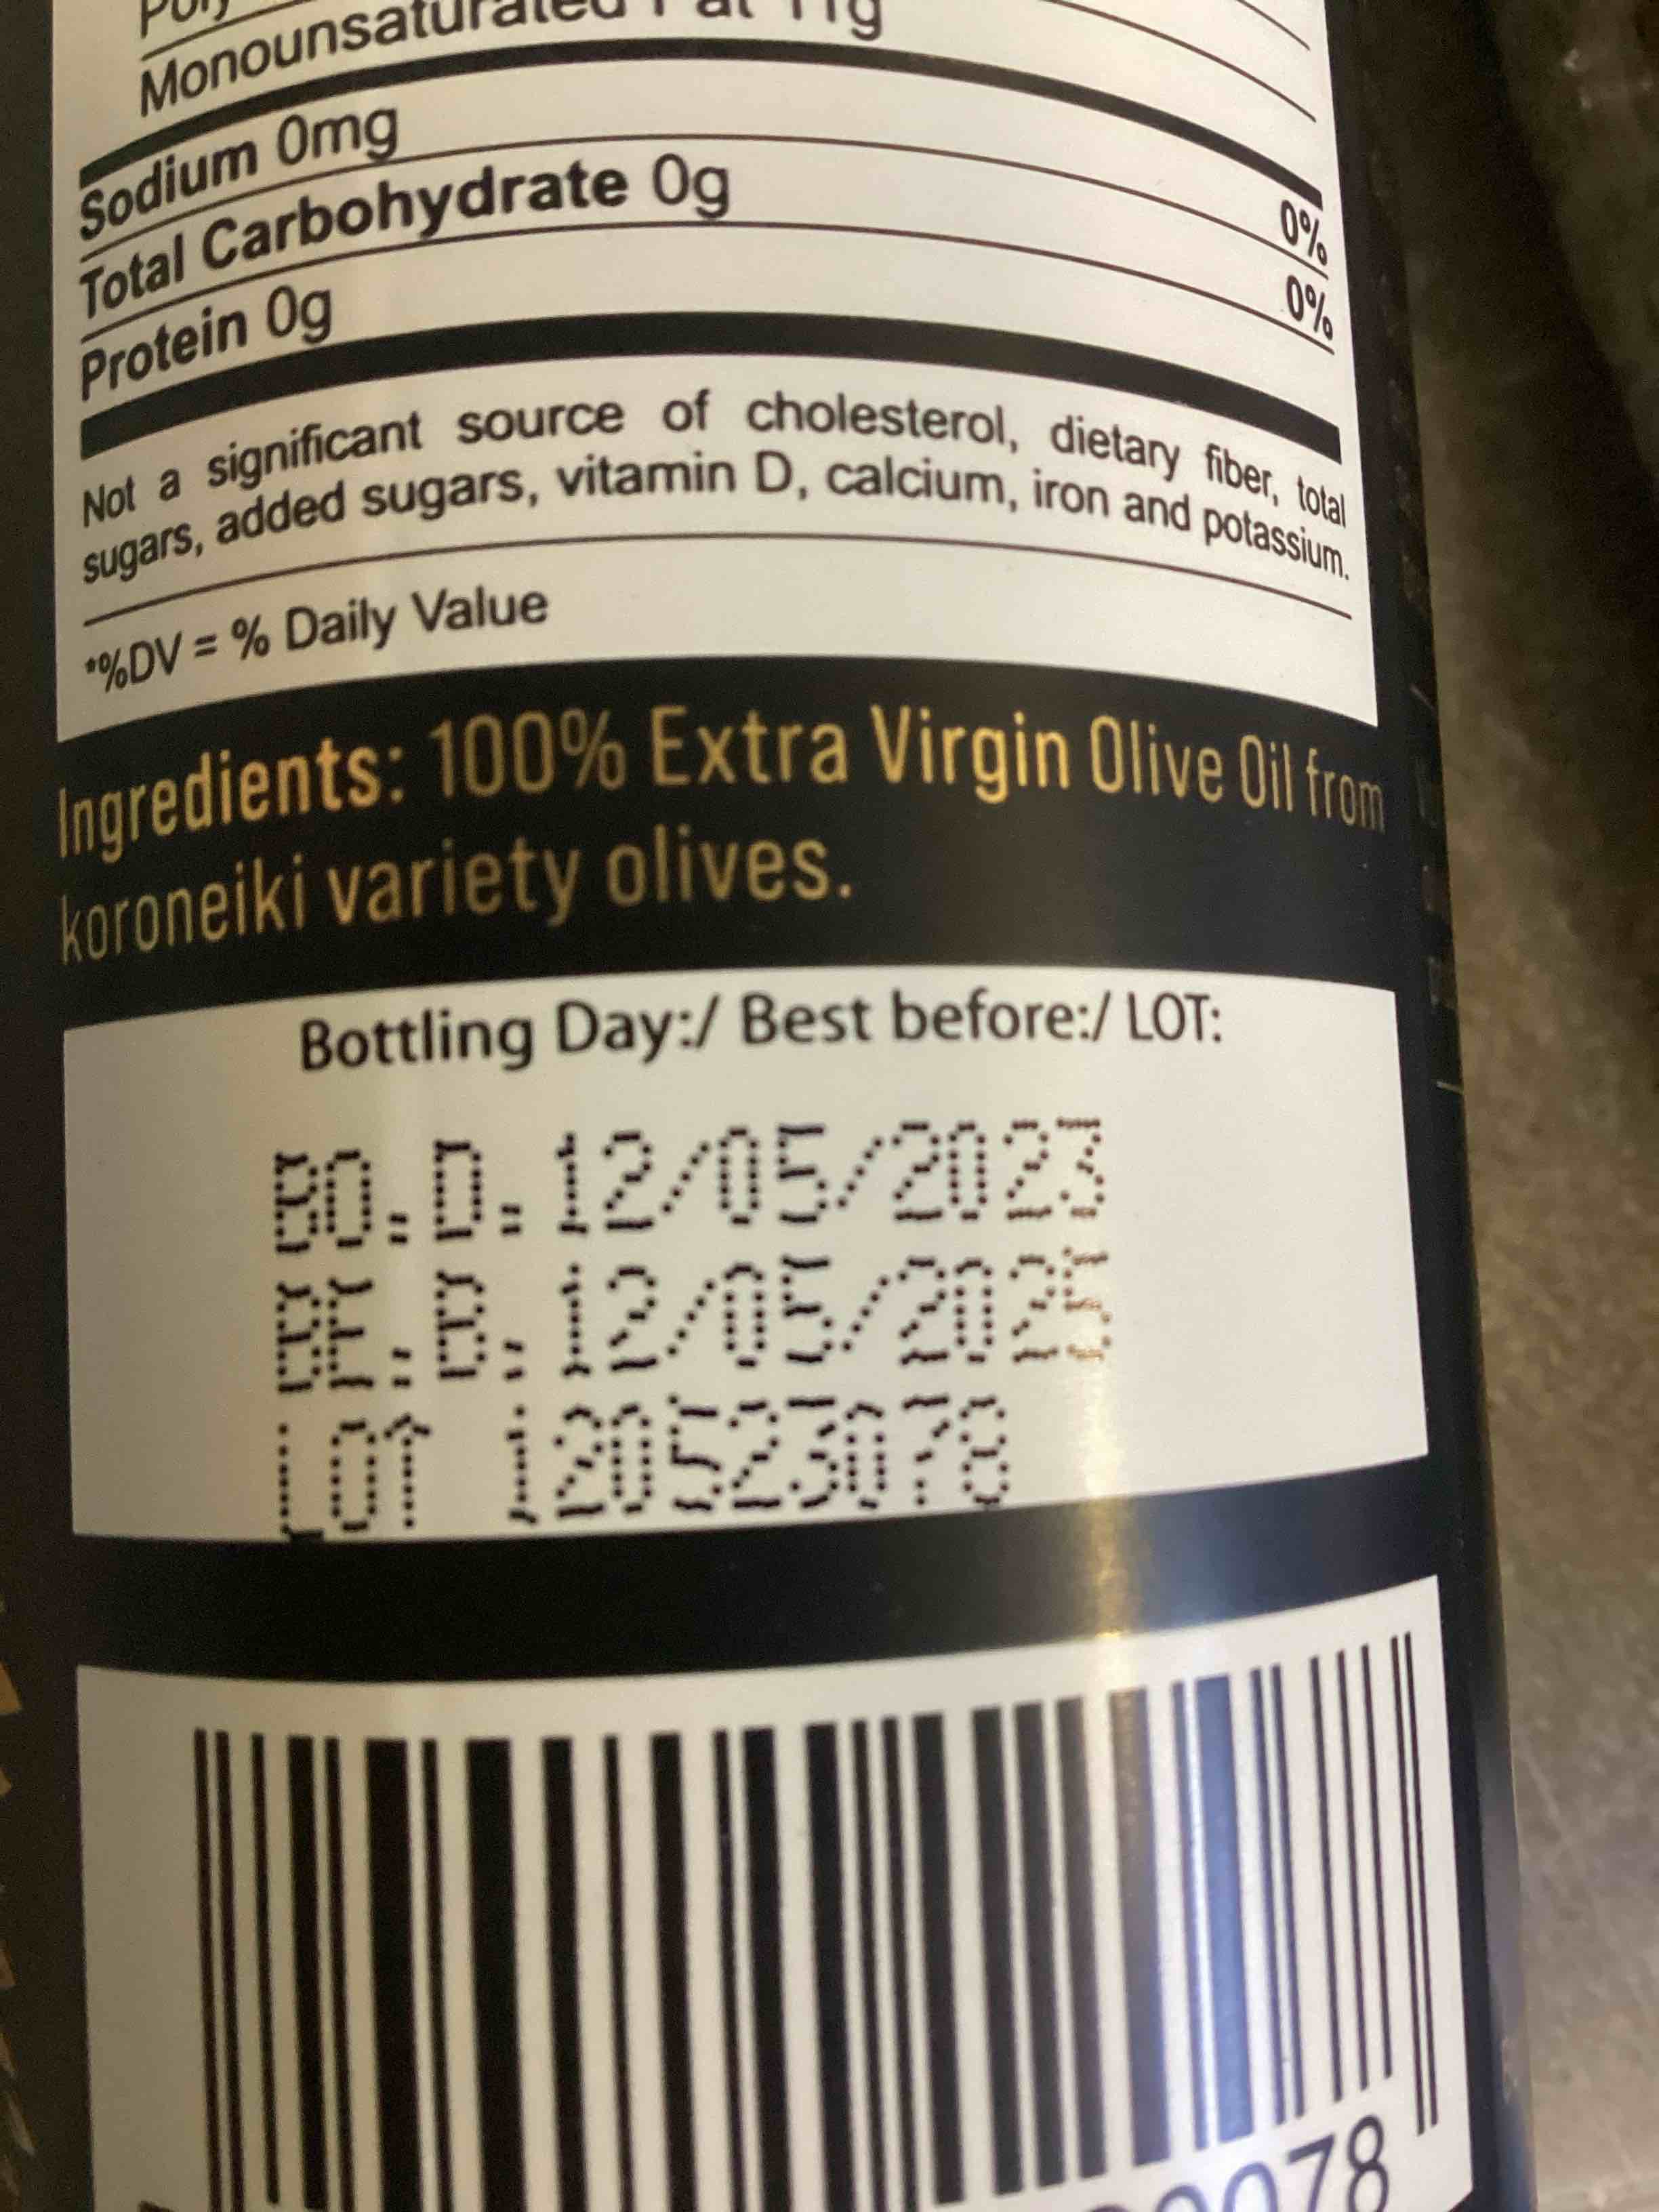 Monounsaturated Fat 11g
Sodium 0mg 0%
Total Carbohydrate 0g 0%
Protein 0g
Not a significant source of cholesterol, dietary fiber, total
sugars, added sugars, vitamin D, calcium, iron and potassium.
*%DV = % Daily Value
Ingredients: 100% Extra Virgin Olive Oil from
koroneiki variety olives.
Bottling Day:/ Best before:/ LOT:
BO.D.12/05/2023
BE.B.12/05/2025
LOT 120523078